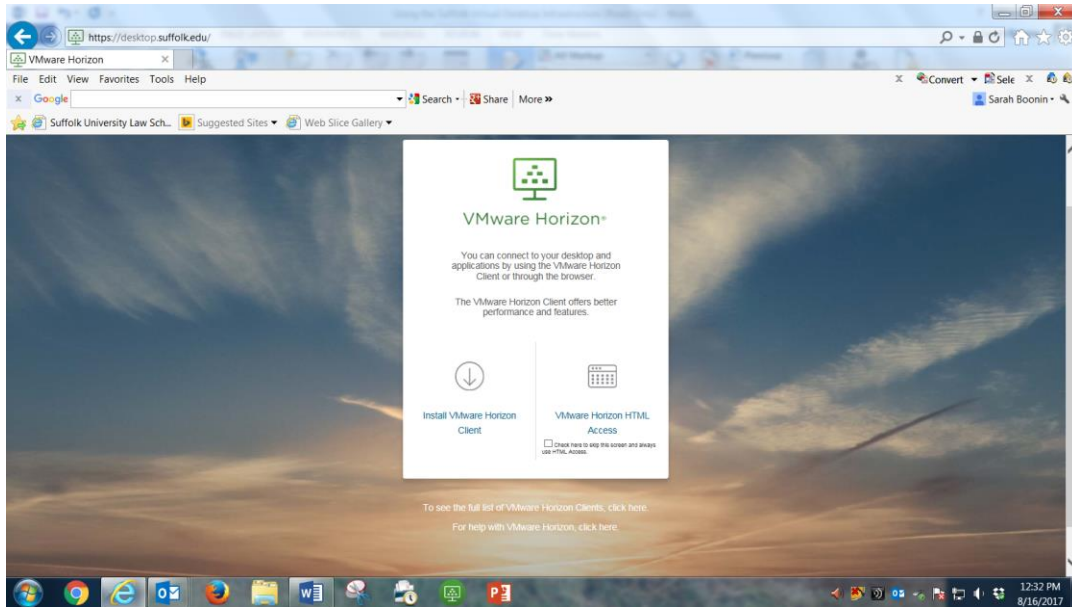 https://desktop.suffolk.edu/
VMware Horizon
File Edit View Favorites Tools Help
Convert Sele
Google Search Share More »
Sarah Boonin
Suffolk University Law Sch... Suggested Sites Web Slice Gallery
VMware Horizon®
You can connect to your desktop and
applications by using the VMware Horizon
Client or through the browser.
The VMware Horizon Client offers better
performance and features.
Install VMware Horizon
Client
VMware Horizon HTML
Access
Check here to skip this screen and always
use HTML Access.
To see the full list of VMware Horizon Clients, click here.
For help with VMware Horizon, click here.
12:32 PM
8/16/2017